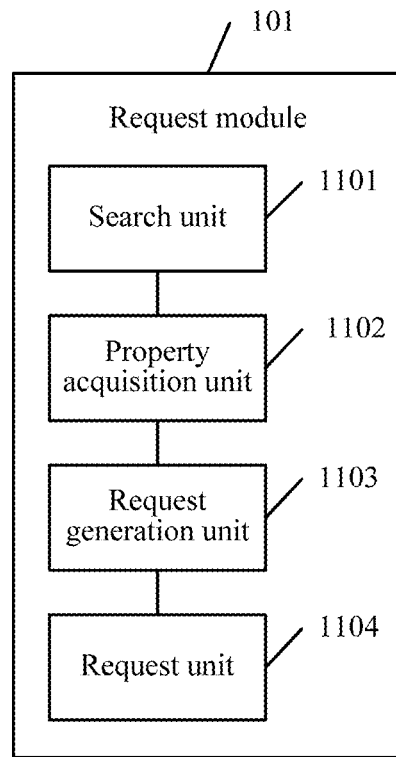 101
Request module
1101
Search unit
1102
Property
acquisition unit
1103
Request
generation unit
1104
Request unit